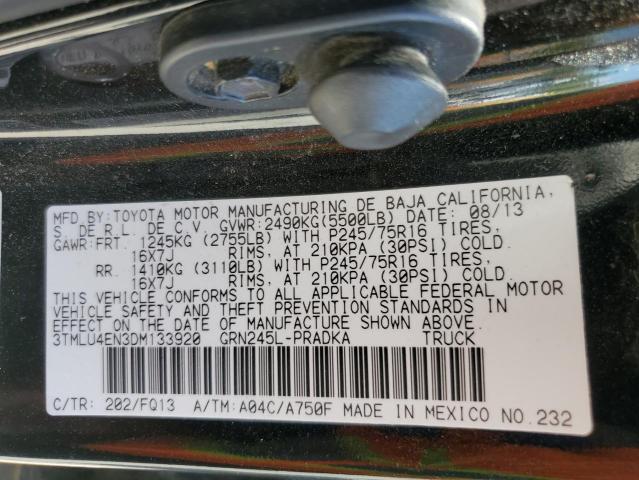 MFD.BY:TOYOTA MOTOR MANUFACTURING DE BAJA CALIFORNIA,
S. DE R.L. DE C.V. GVWR:2490KG(5500LB) DATE: 08/13
GAWR:FRT. 1245KG (2755LB) WITH P245/75R16 TIRES,
16X7J RIMS, AT 210KPA (30PSI) COLD.
RR. 1410KG (3110LB) WITH P245/75R16 TIRES,
16X7J RIMS, AT 210KPA (30PSI) COLD.
THIS VEHICLE CONFORMS TO ALL APPLICABLE FEDERAL MOTOR
VEHICLE SAFETY AND THEFT PREVENTION STANDARDS IN
EFFECT ON THE DATE OF MANUFACTURE SHOWN ABOVE.
3TMLU4EN3DM133920 GRN245L-PRADKA TRUCK
C/TR: 202/FQ13 A/TM:A04C/A750F MADE IN MEXICO NO.232